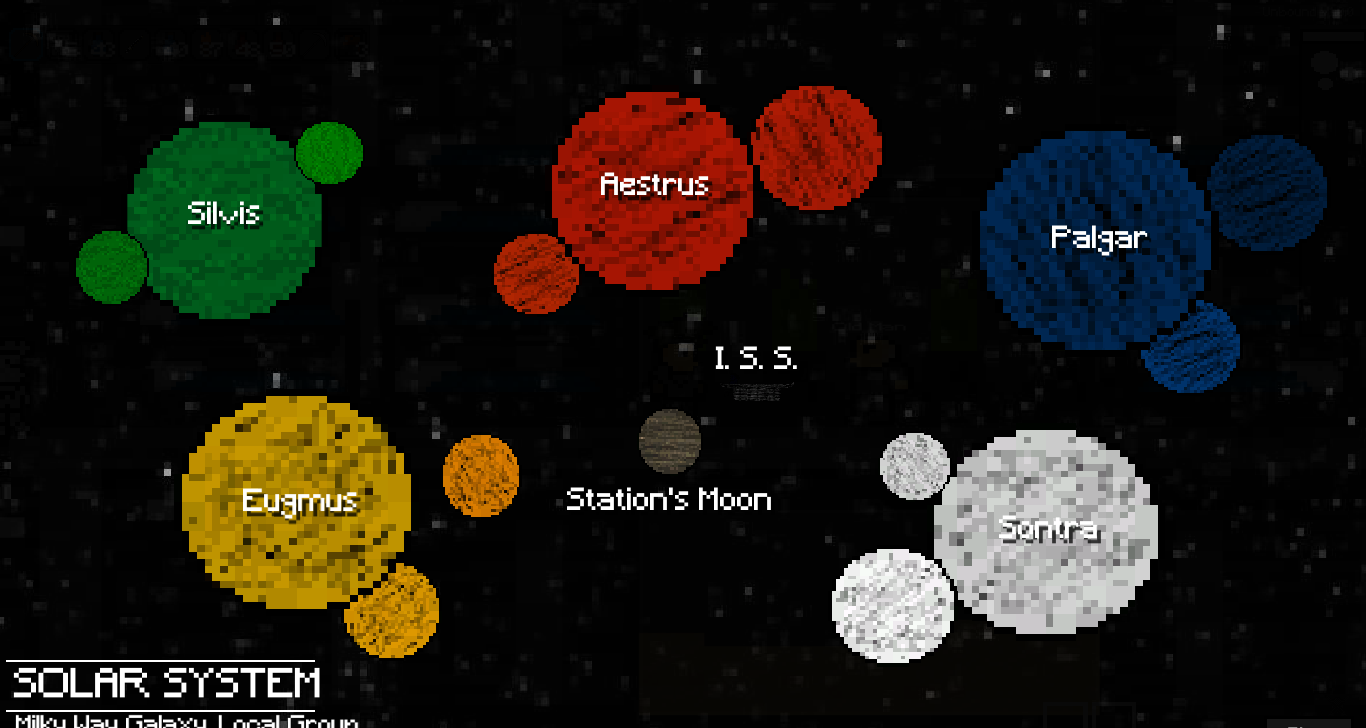 Silvis
Aestrus
Palgar
I. S. S.
Eugmus
Station's Moon
Sontra
SOLAR SYSTEM
Milky Way Galaxy, Local Group